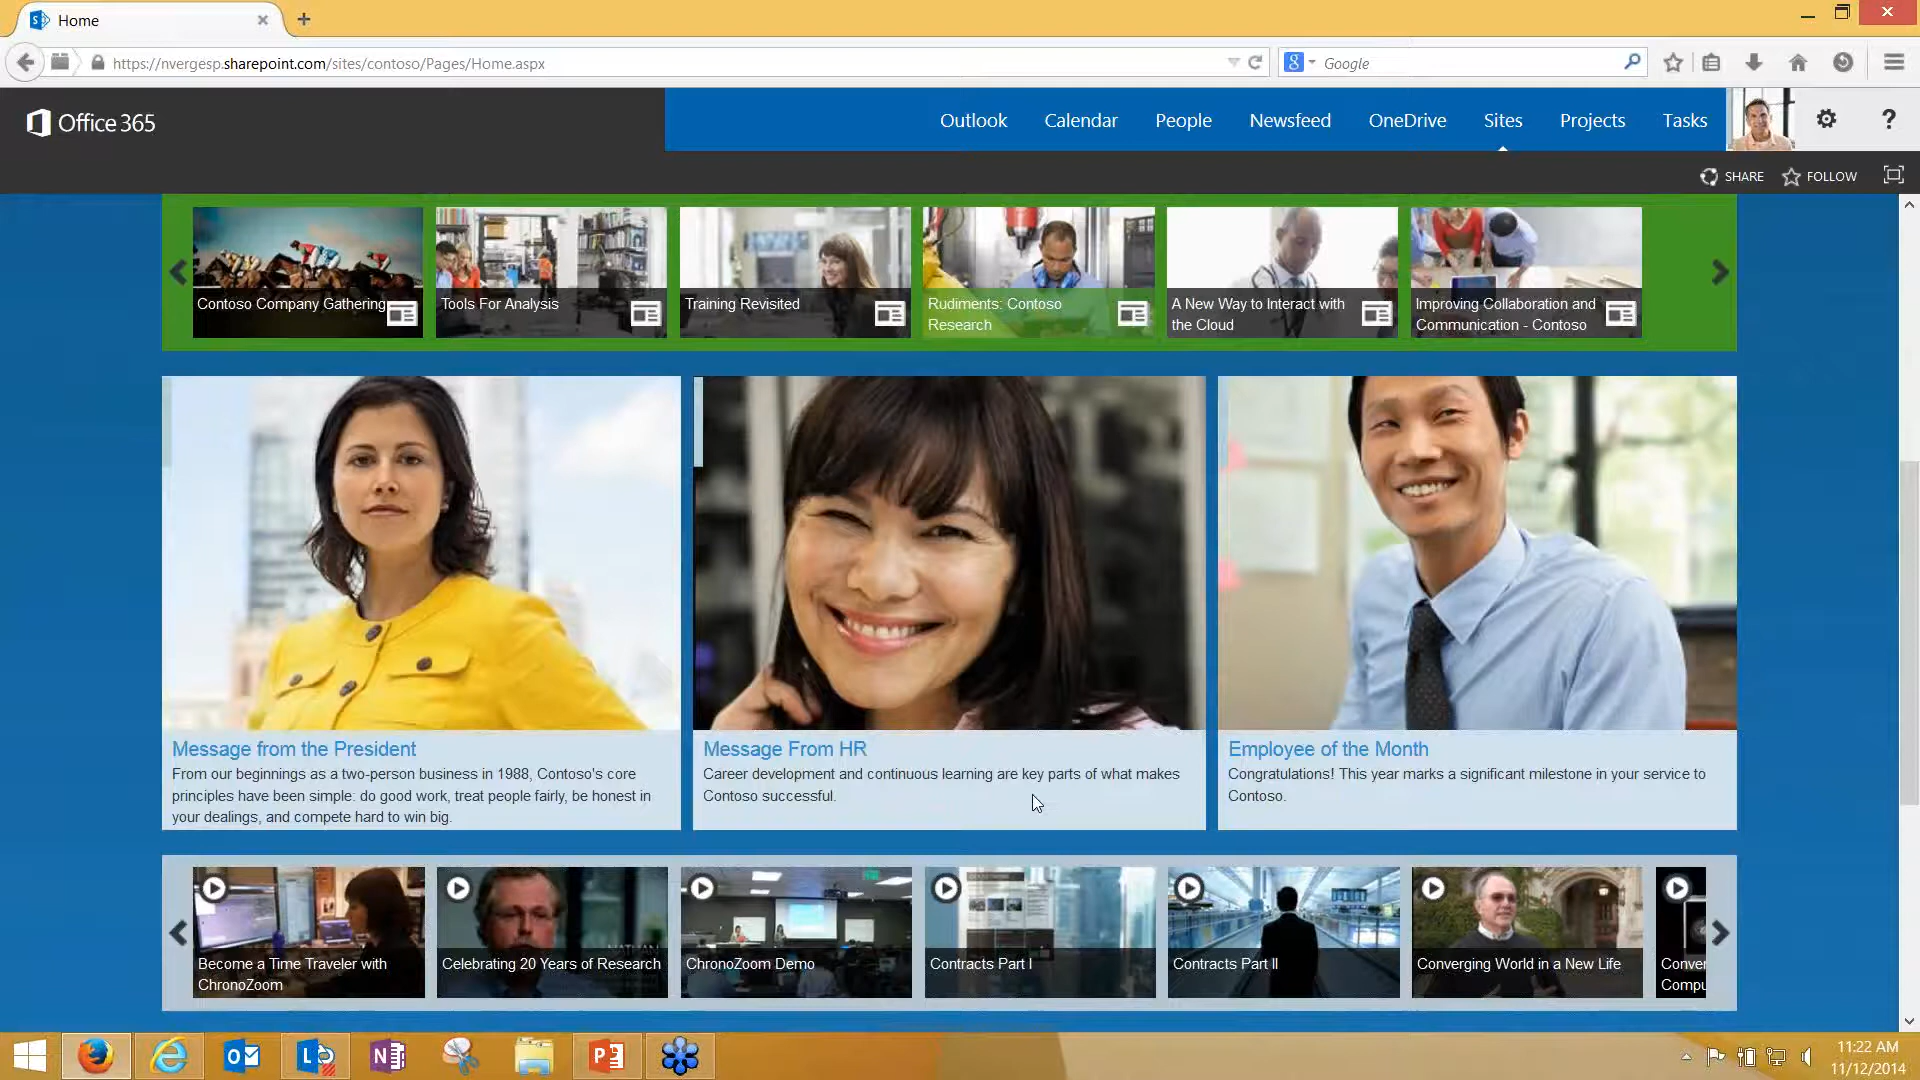 Home
https://nvergesp.sharepoint.com/sites/contoso/Pages/Home.aspx
Google
Office 365
Outlook
Calendar
People
Newsfeed
OneDrive
Sites
Projects
Tasks
?
SHARE
FOLLOW
Contoso Company Gathering
Tools For Analysis
Training Revisited
Rudiments: Contoso
Research
A New Way to Interact with
the Cloud
Improving Collaboration and
Communication - Contoso
Message from the President
From our beginnings as a two-person business in 1988, Contoso's core
principles have been simple: do good work, treat people fairly, be honest in
your dealings, and compete hard to win big.
Message From HR
Career development and continuous learning are key parts of what makes
Contoso successful.
Employee of the Month
Congratulations! This year marks a significant milestone in your service to
Contoso.
Become a Time Traveler with
ChronoZoom
Celebrating 20 Years of Research
ChronoZoom Demo
Contracts Part I
Contracts Part II
Converging World in a New Life
Conver
Compu
11:22 AM
11/12/2014